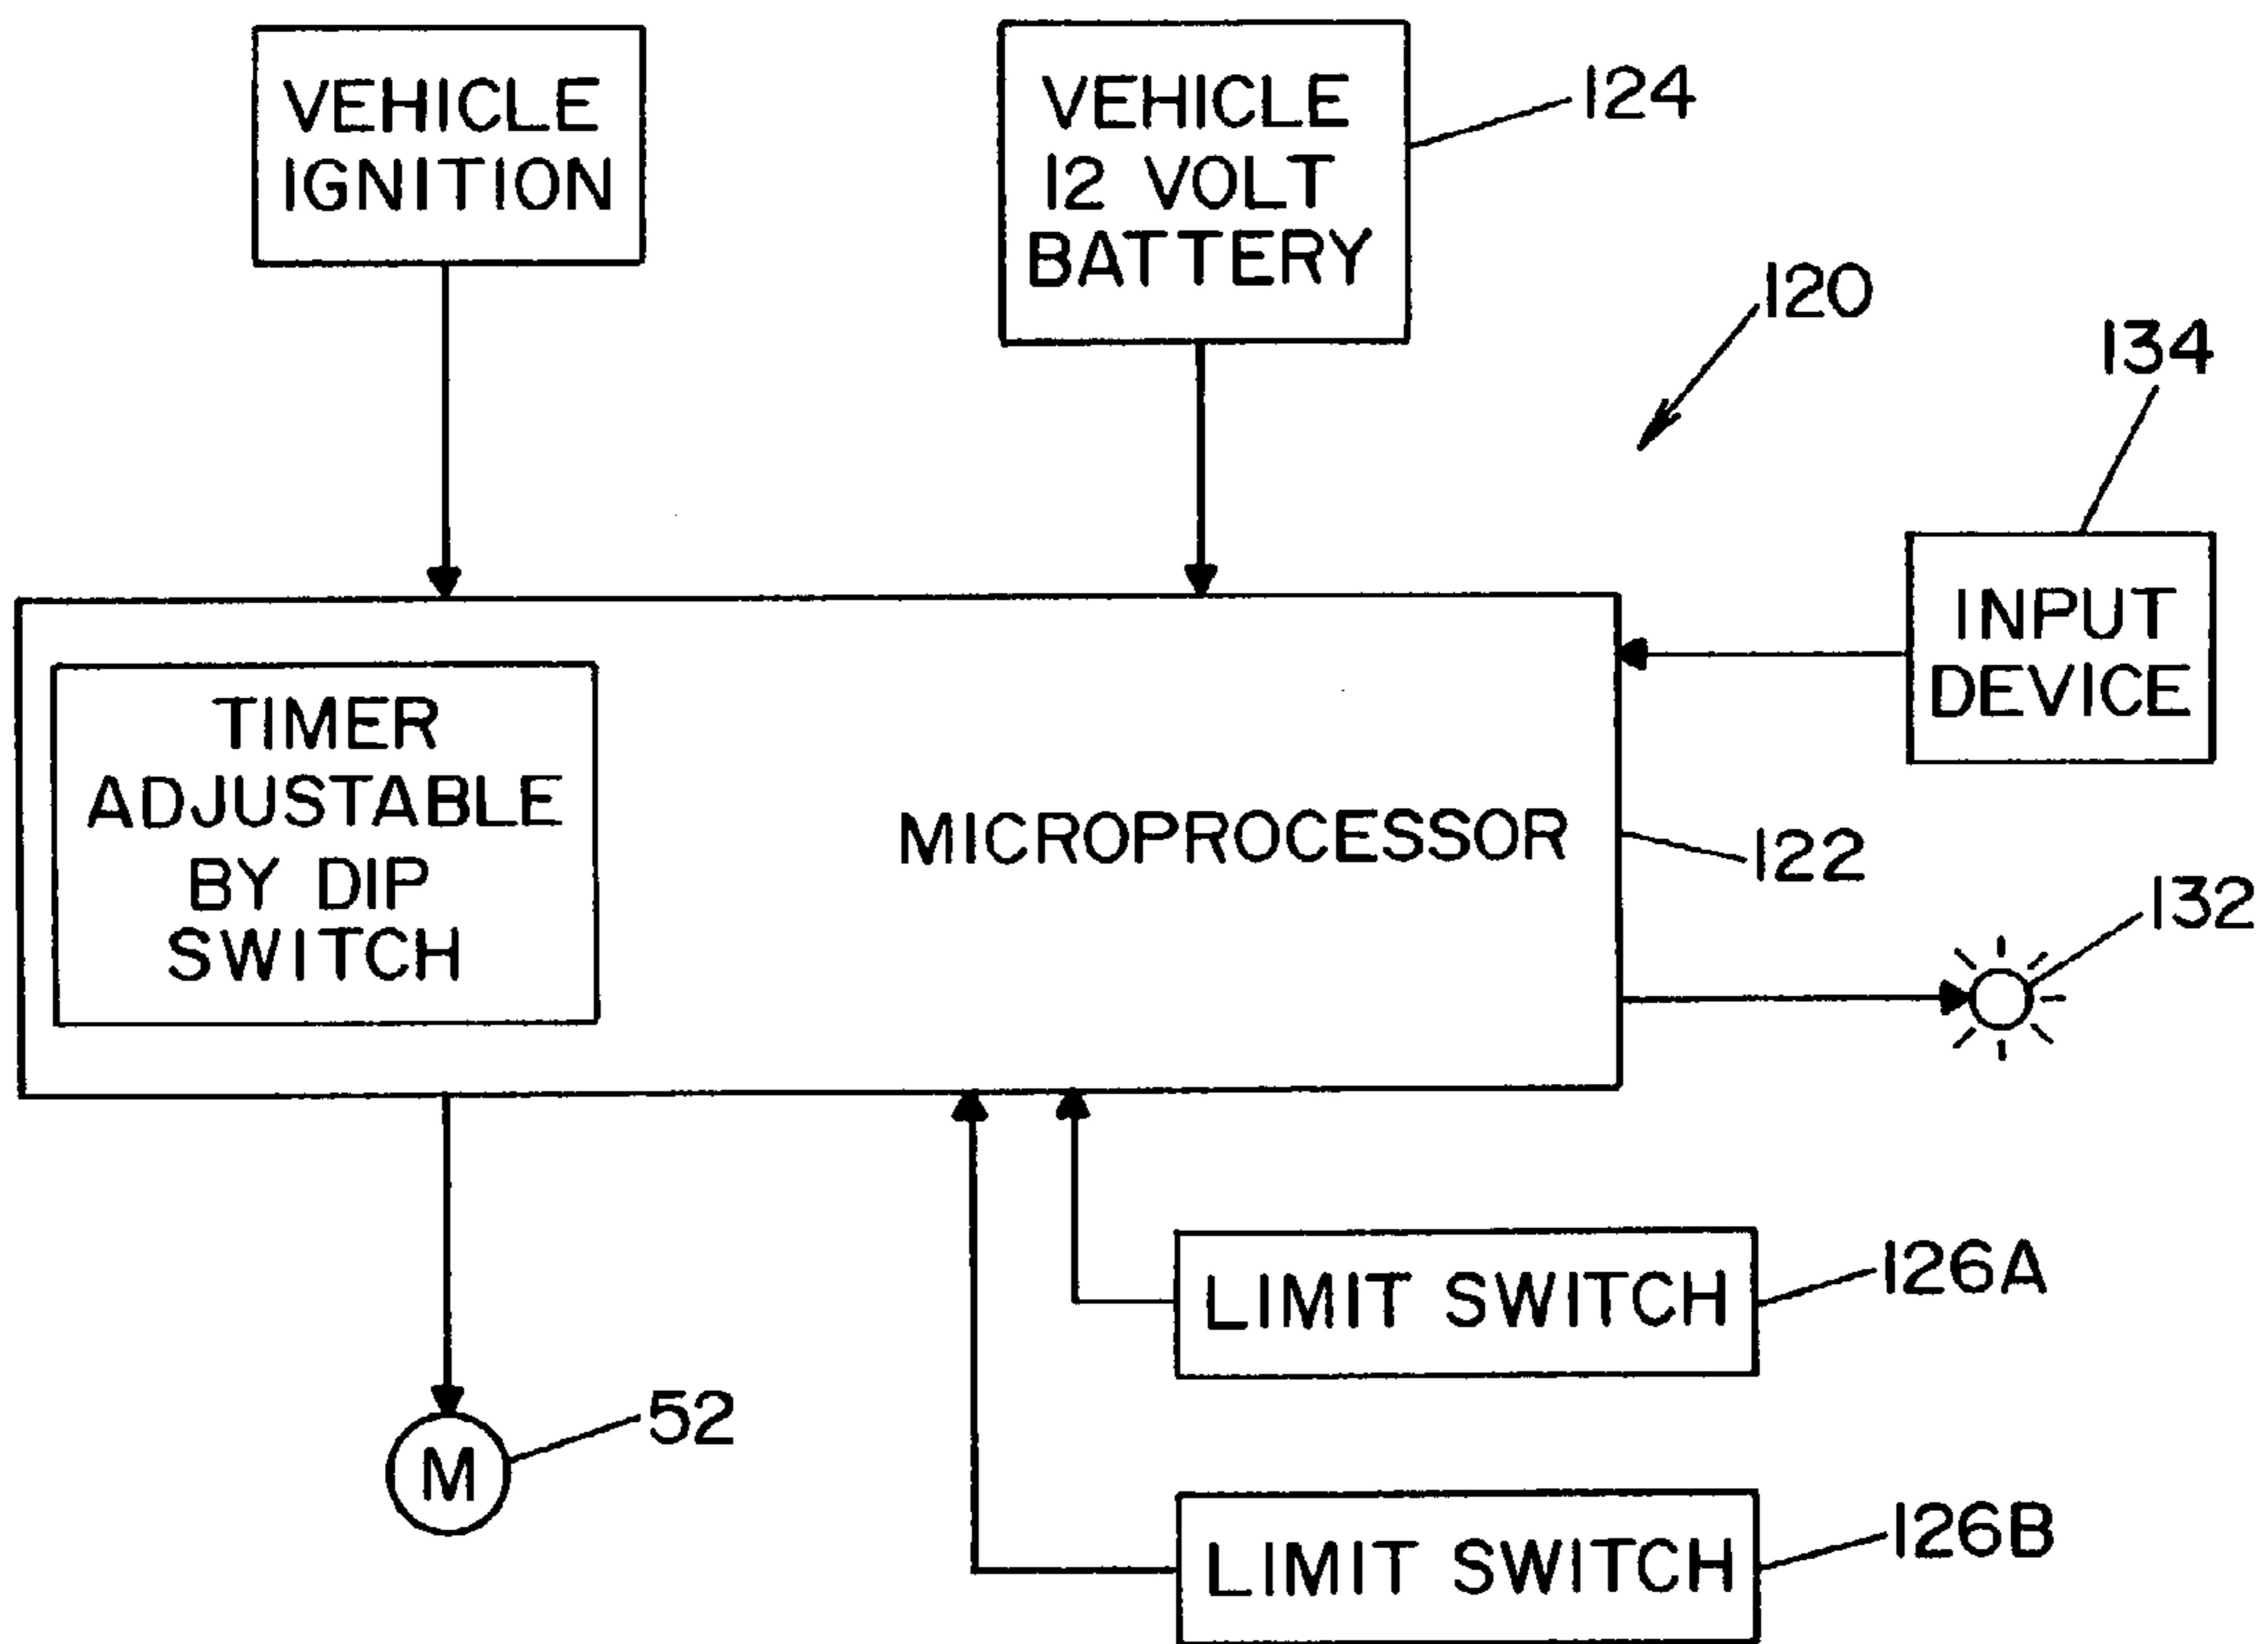 VEHICLE
IGNITION
VEHICLE
12 VOLT
BATTERY
124
120
134
INPUT
DEVICE
TIMER
ADJUSTABLE
BY DIP
SWITCH
MICROPROCESSOR
122
132
LIMIT SWITCH
126A
M
52
LIMIT SWITCH
126B